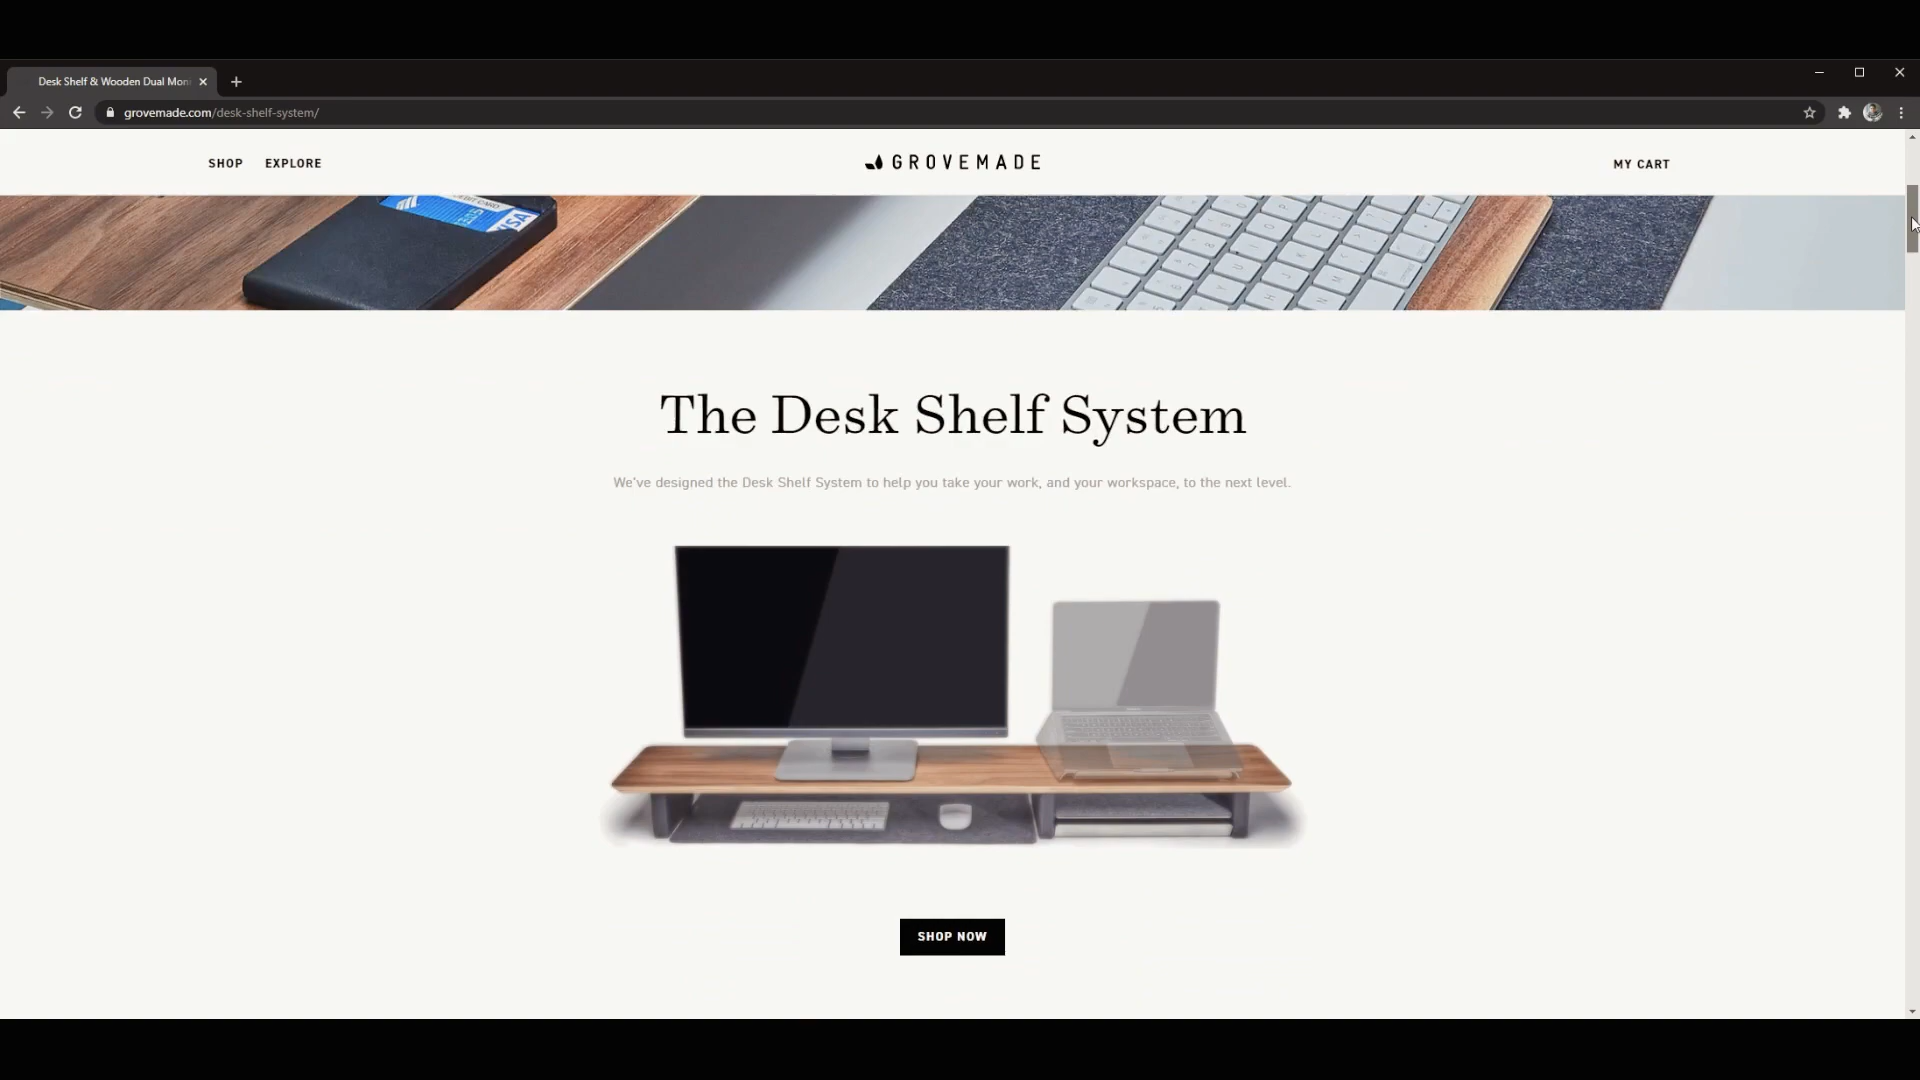 Desk Shelf & Wooden Dual Mon
grovemade.com/desk-shelf-system/
SHOP EXPLORE
GROVEMADE
MY CART
VISA
The Desk Shelf System
We've designed the Desk Shelf System to help you take your work, and your workspace, to the next level.
SHOP NOW